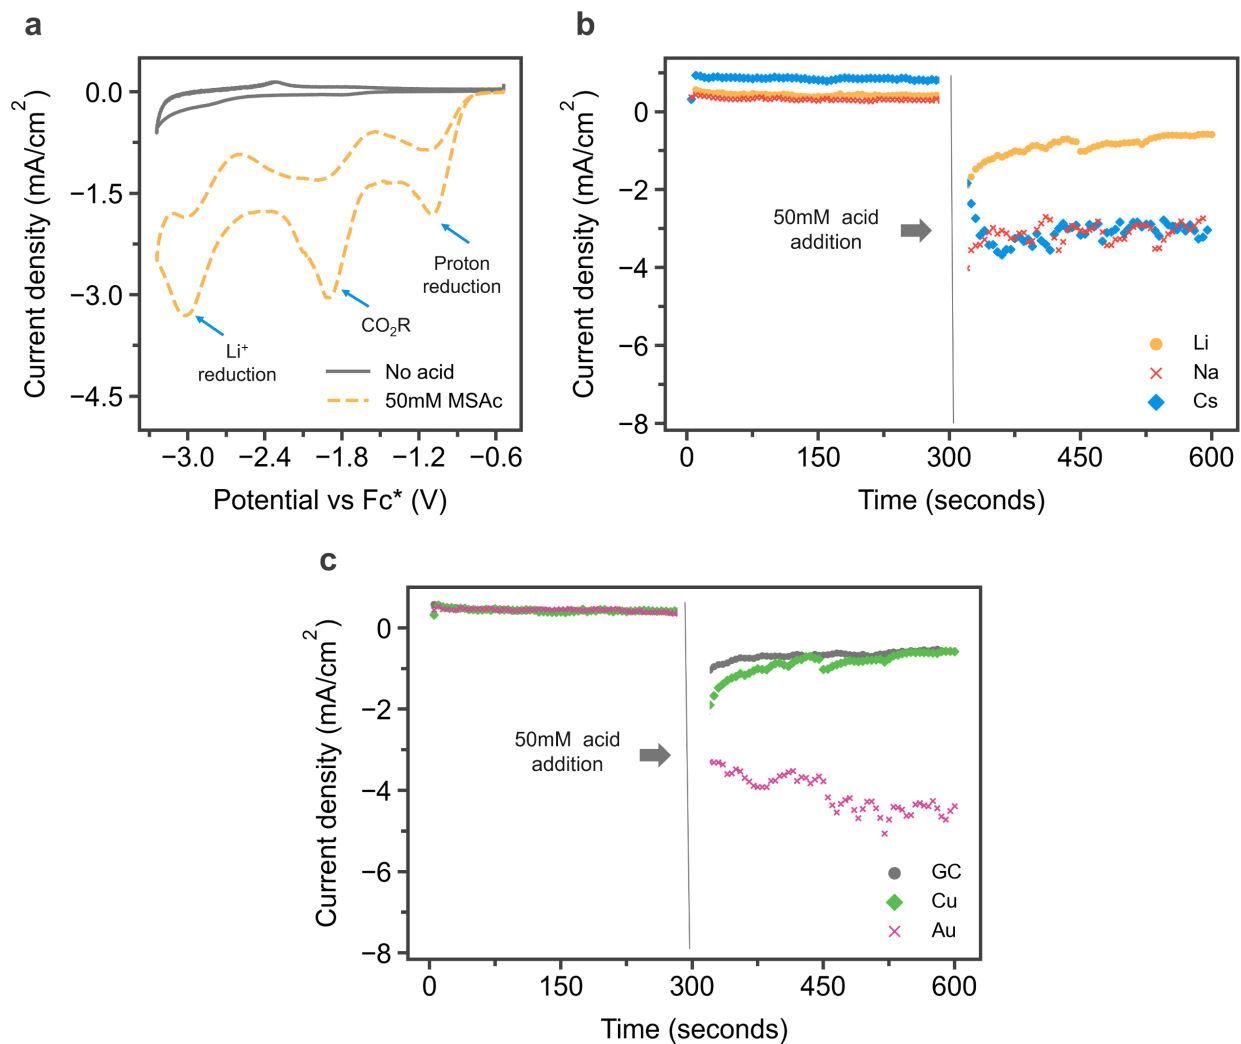 a
Current density (mA/cm²)
0.0
−1.5
−3.0
−4.5
Proton
reduction
CO₂R
Li⁺
reduction
No acid
50mM MSAc
−3.0 −2.4 −1.8 −1.2 −0.6
Potential vs Fc* (V)
b
Current density (mA/cm²)
0
−2
−4
−6
−8
50mM acid
addition
Li
Na
Cs
0 150 300 450 600
Time (seconds)
c
Current density (mA/cm²)
0
−2
−4
−6
−8
50mM acid
addition
GC
Cu
Au
0 150 300 450 600
Time (seconds)